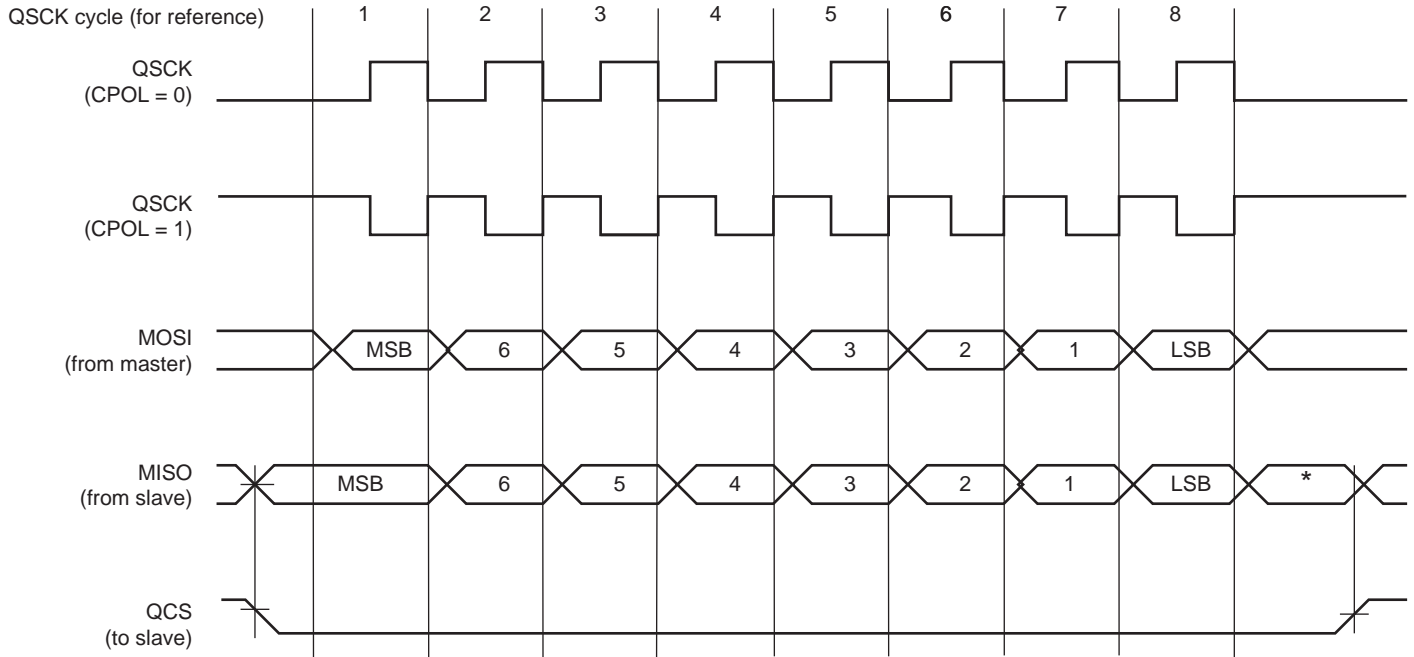 QSCK cycle (for reference) 1 2 3 4 5 6 7 8
QSCK
(CPOL = 0)
QSCK
(CPOL = 1)
MOSI
(from master)
MSB 6 5 4 3 2 1 LSB
MISO
(from slave)
MSB 6 5 4 3 2 1 LSB *
QCS
(to slave)